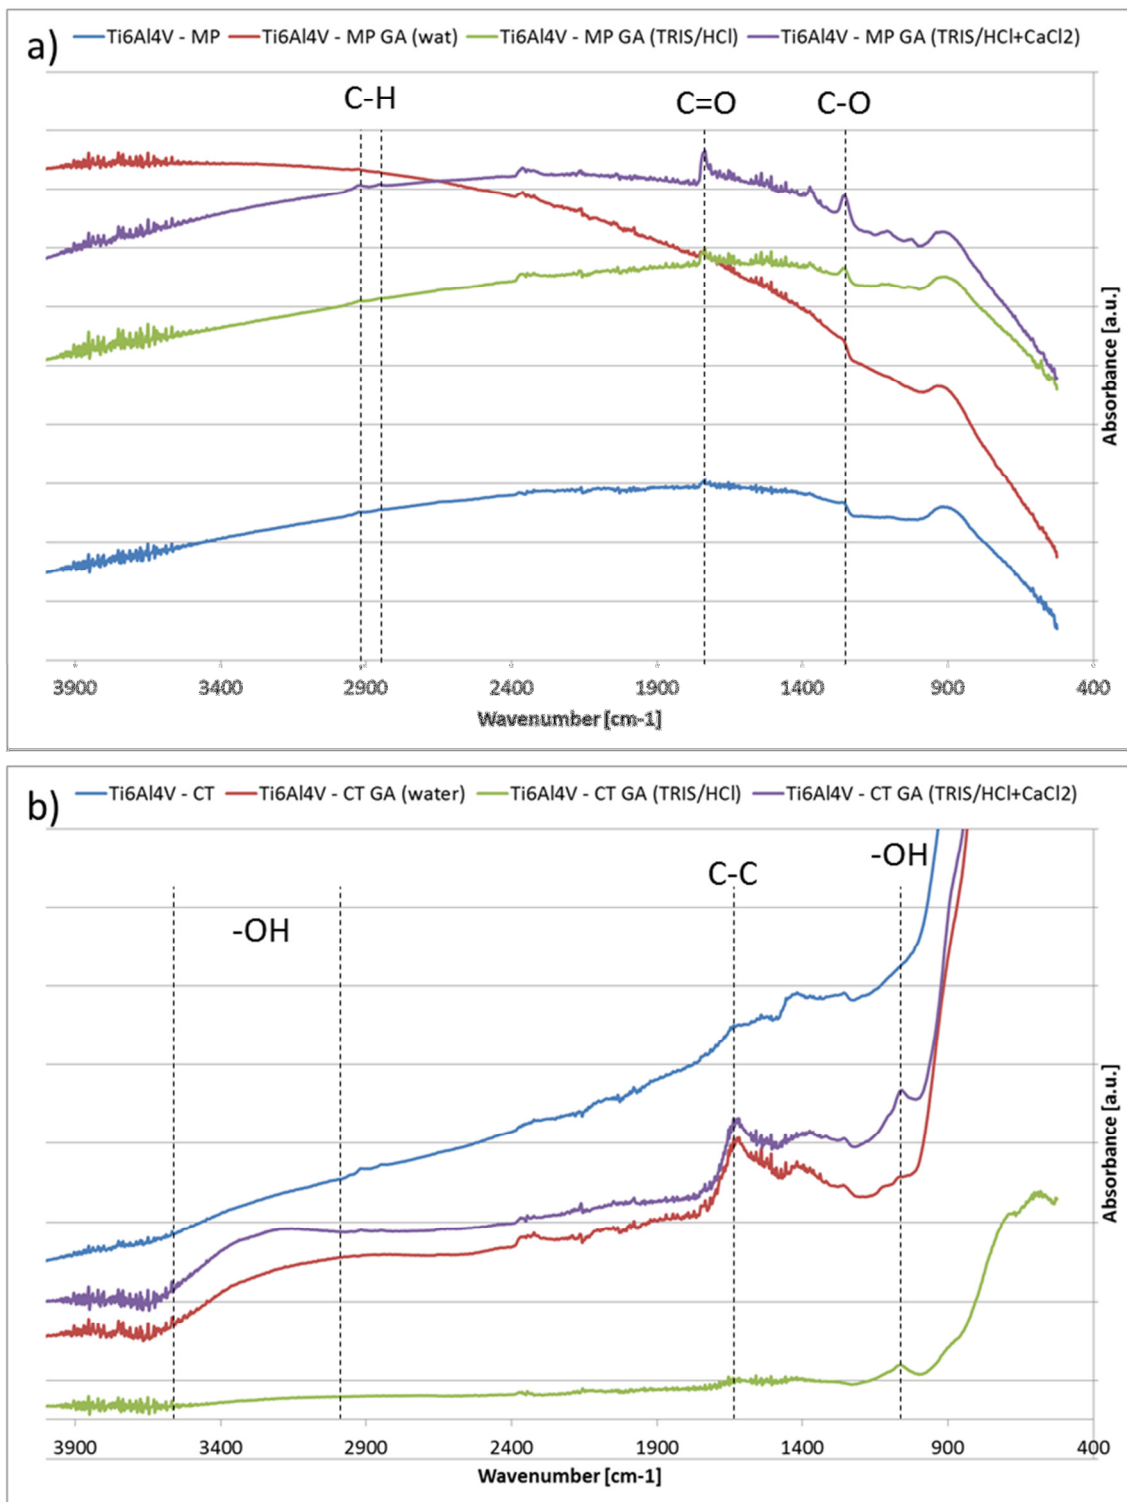 a) Ti6Al4V - MP Ti6Al4V - MP GA (wat) Ti6Al4V - MP GA (TRIS/HCl) Ti6Al4V - MP GA (TRIS/HCl+CaCl2)
C-H C=O C-O
Absorbance [a.u.]
3900 3400 2900 2400 1900 1400 900 400
Wavenumber [cm-1]
b) Ti6Al4V - CT Ti6Al4V - CT GA (water) Ti6Al4V - CT GA (TRIS/HCl) Ti6Al4V - CT GA (TRIS/HCl+CaCl2)
-OH C-C -OH
Absorbance [a.u.]
3900 3400 2900 2400 1900 1400 900 400
Wavenumber [cm-1]